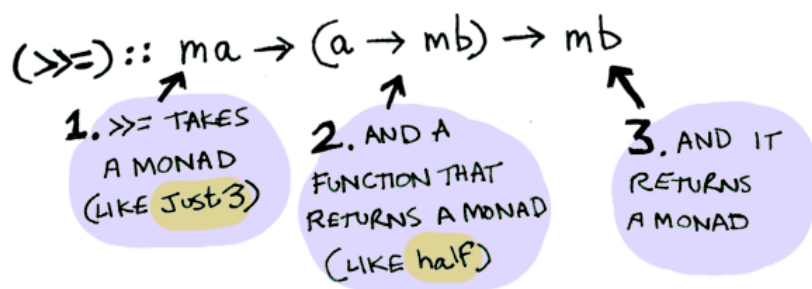 (>>=) :: ma → (a → mb) → mb
1. >>= TAKES
A MONAD
(LIKE Just 3)
2. AND A
FUNCTION THAT
RETURNS A MONAD
(LIKE half)
3. AND IT
RETURNS
A MONAD